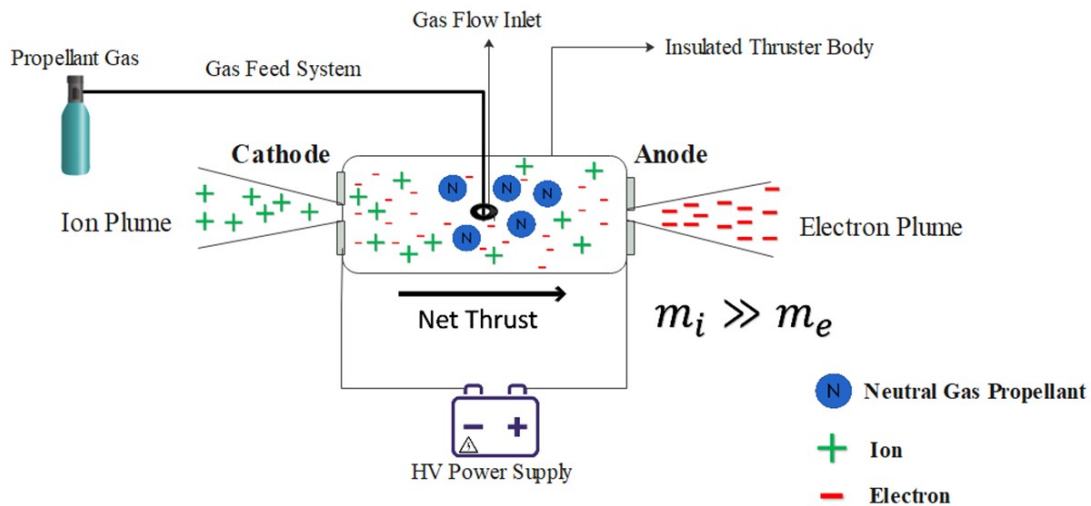 Gas Flow Inlet
Insulated Thruster Body
Propellant Gas
Gas Feed System
Cathode
Anode
N
N
N
N
N
Ion Plume
Electron Plume
Net Thrust
m_i ≫ m_e
HV Power Supply
N Neutral Gas Propellant
Ion
Electron